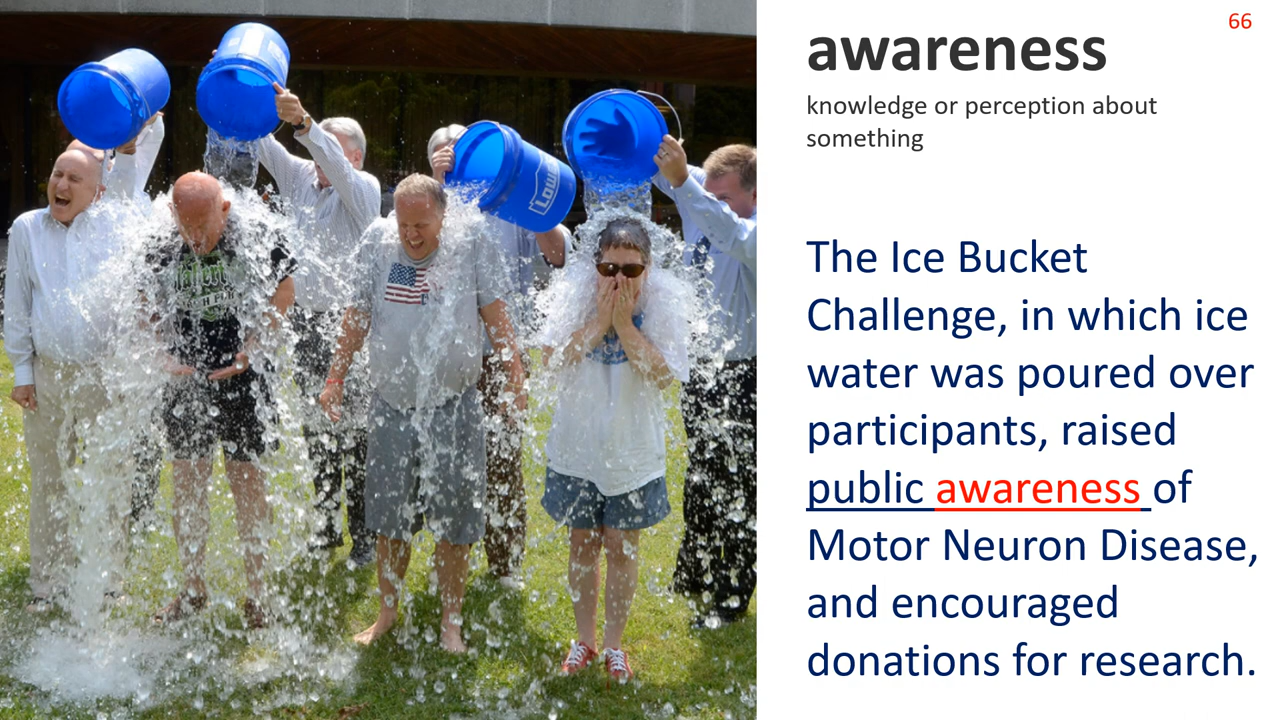 66
awareness
knowledge or perception about
something
The Ice Bucket
Challenge, in which ice
water was poured over
participants, raised
public awareness of
Motor Neuron Disease,
and encouraged
donations for research.